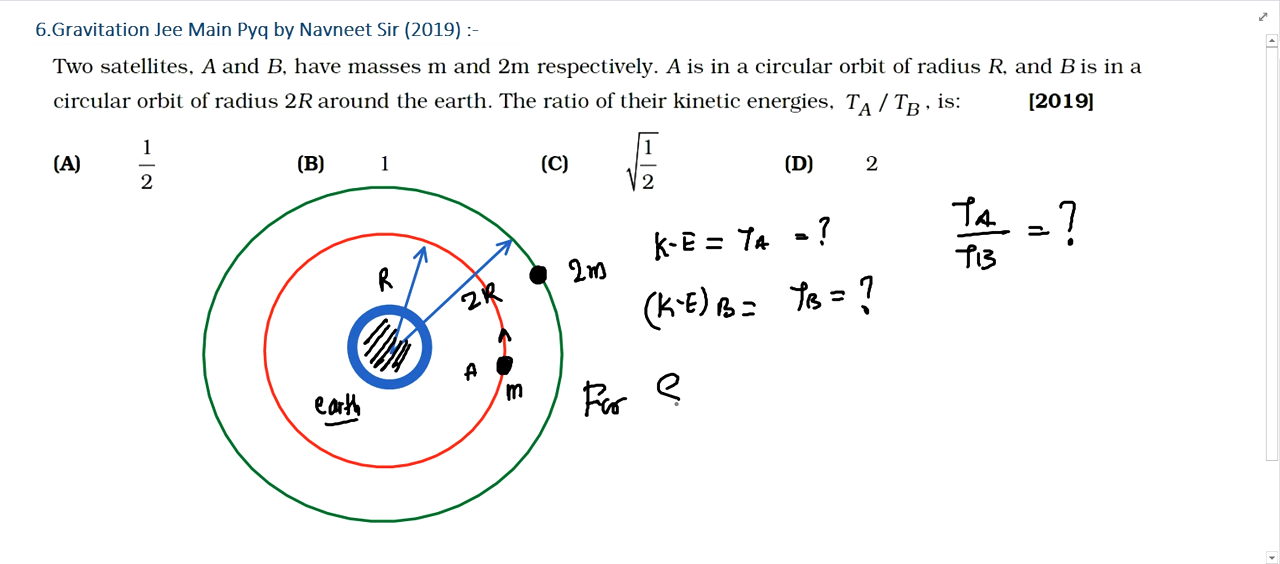 6.Gravitation Jee Main Pyq by Navneet Sir (2019) :-
Two satellites, A and B, have masses m and 2m respectively. A is in a circular orbit of radius R, and B is in a
circular orbit of radius 2R around the earth. The ratio of their kinetic energies, T_A / T_B , is: [2019]
(A) 1/2 (B) 1 (C) √(1/2) (D) 2
K-E = T_A = ?
T_A/T_B = ?
(K-E)_B = T_B = ?
R
2R
2m
A
m
earth
For S